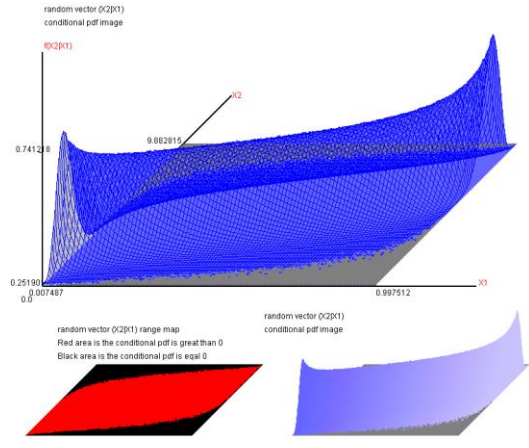 random vector (X2|X1)
conditional pdf image
f(X2|X1)
X2
9.882815
0.741218
0.25190
0.007487
0.0
0.997512
X1
random vector (X2|X1) range map
Red area is the conditional pdf is great than 0
Black area is the conditional pdf is eqal 0
random vector (X2|X1)
conditional pdf image